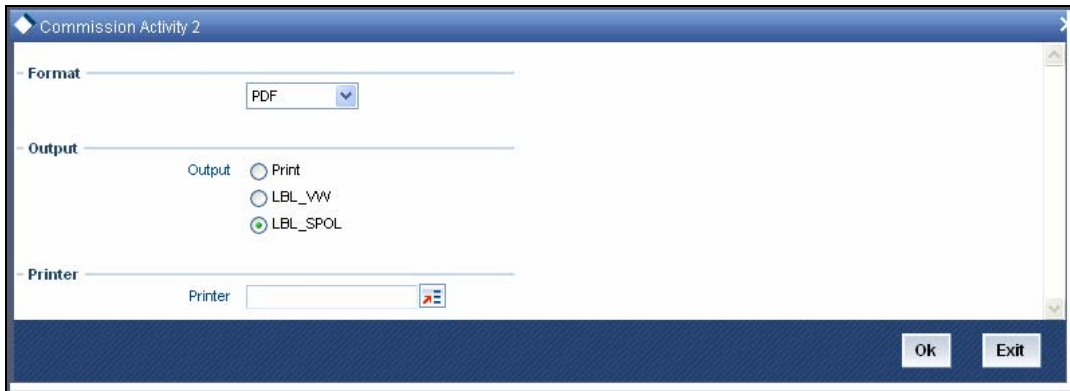 Commission Activity 2
Format
PDF
Output
Output Print
LBL_VW
LBL_SPOL
Printer
Printer
Ok Exit